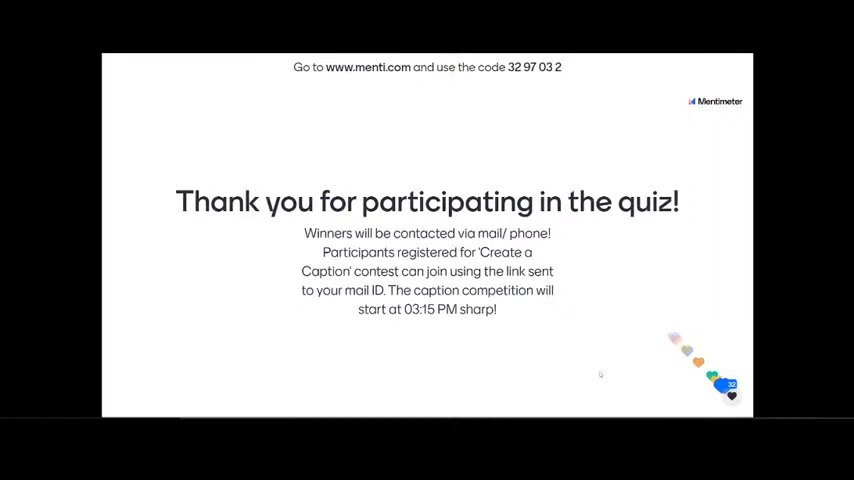 Go to www.menti.com and use the code 32 97 03 2
Mentimeter
Thank you for participating in the quiz!
Winners will be contacted via mail/ phone!
Participants registered for 'Create a
Caption' contest can join using the link sent
to your mail ID. The caption competition will
start at 03:15 PM sharp!
32